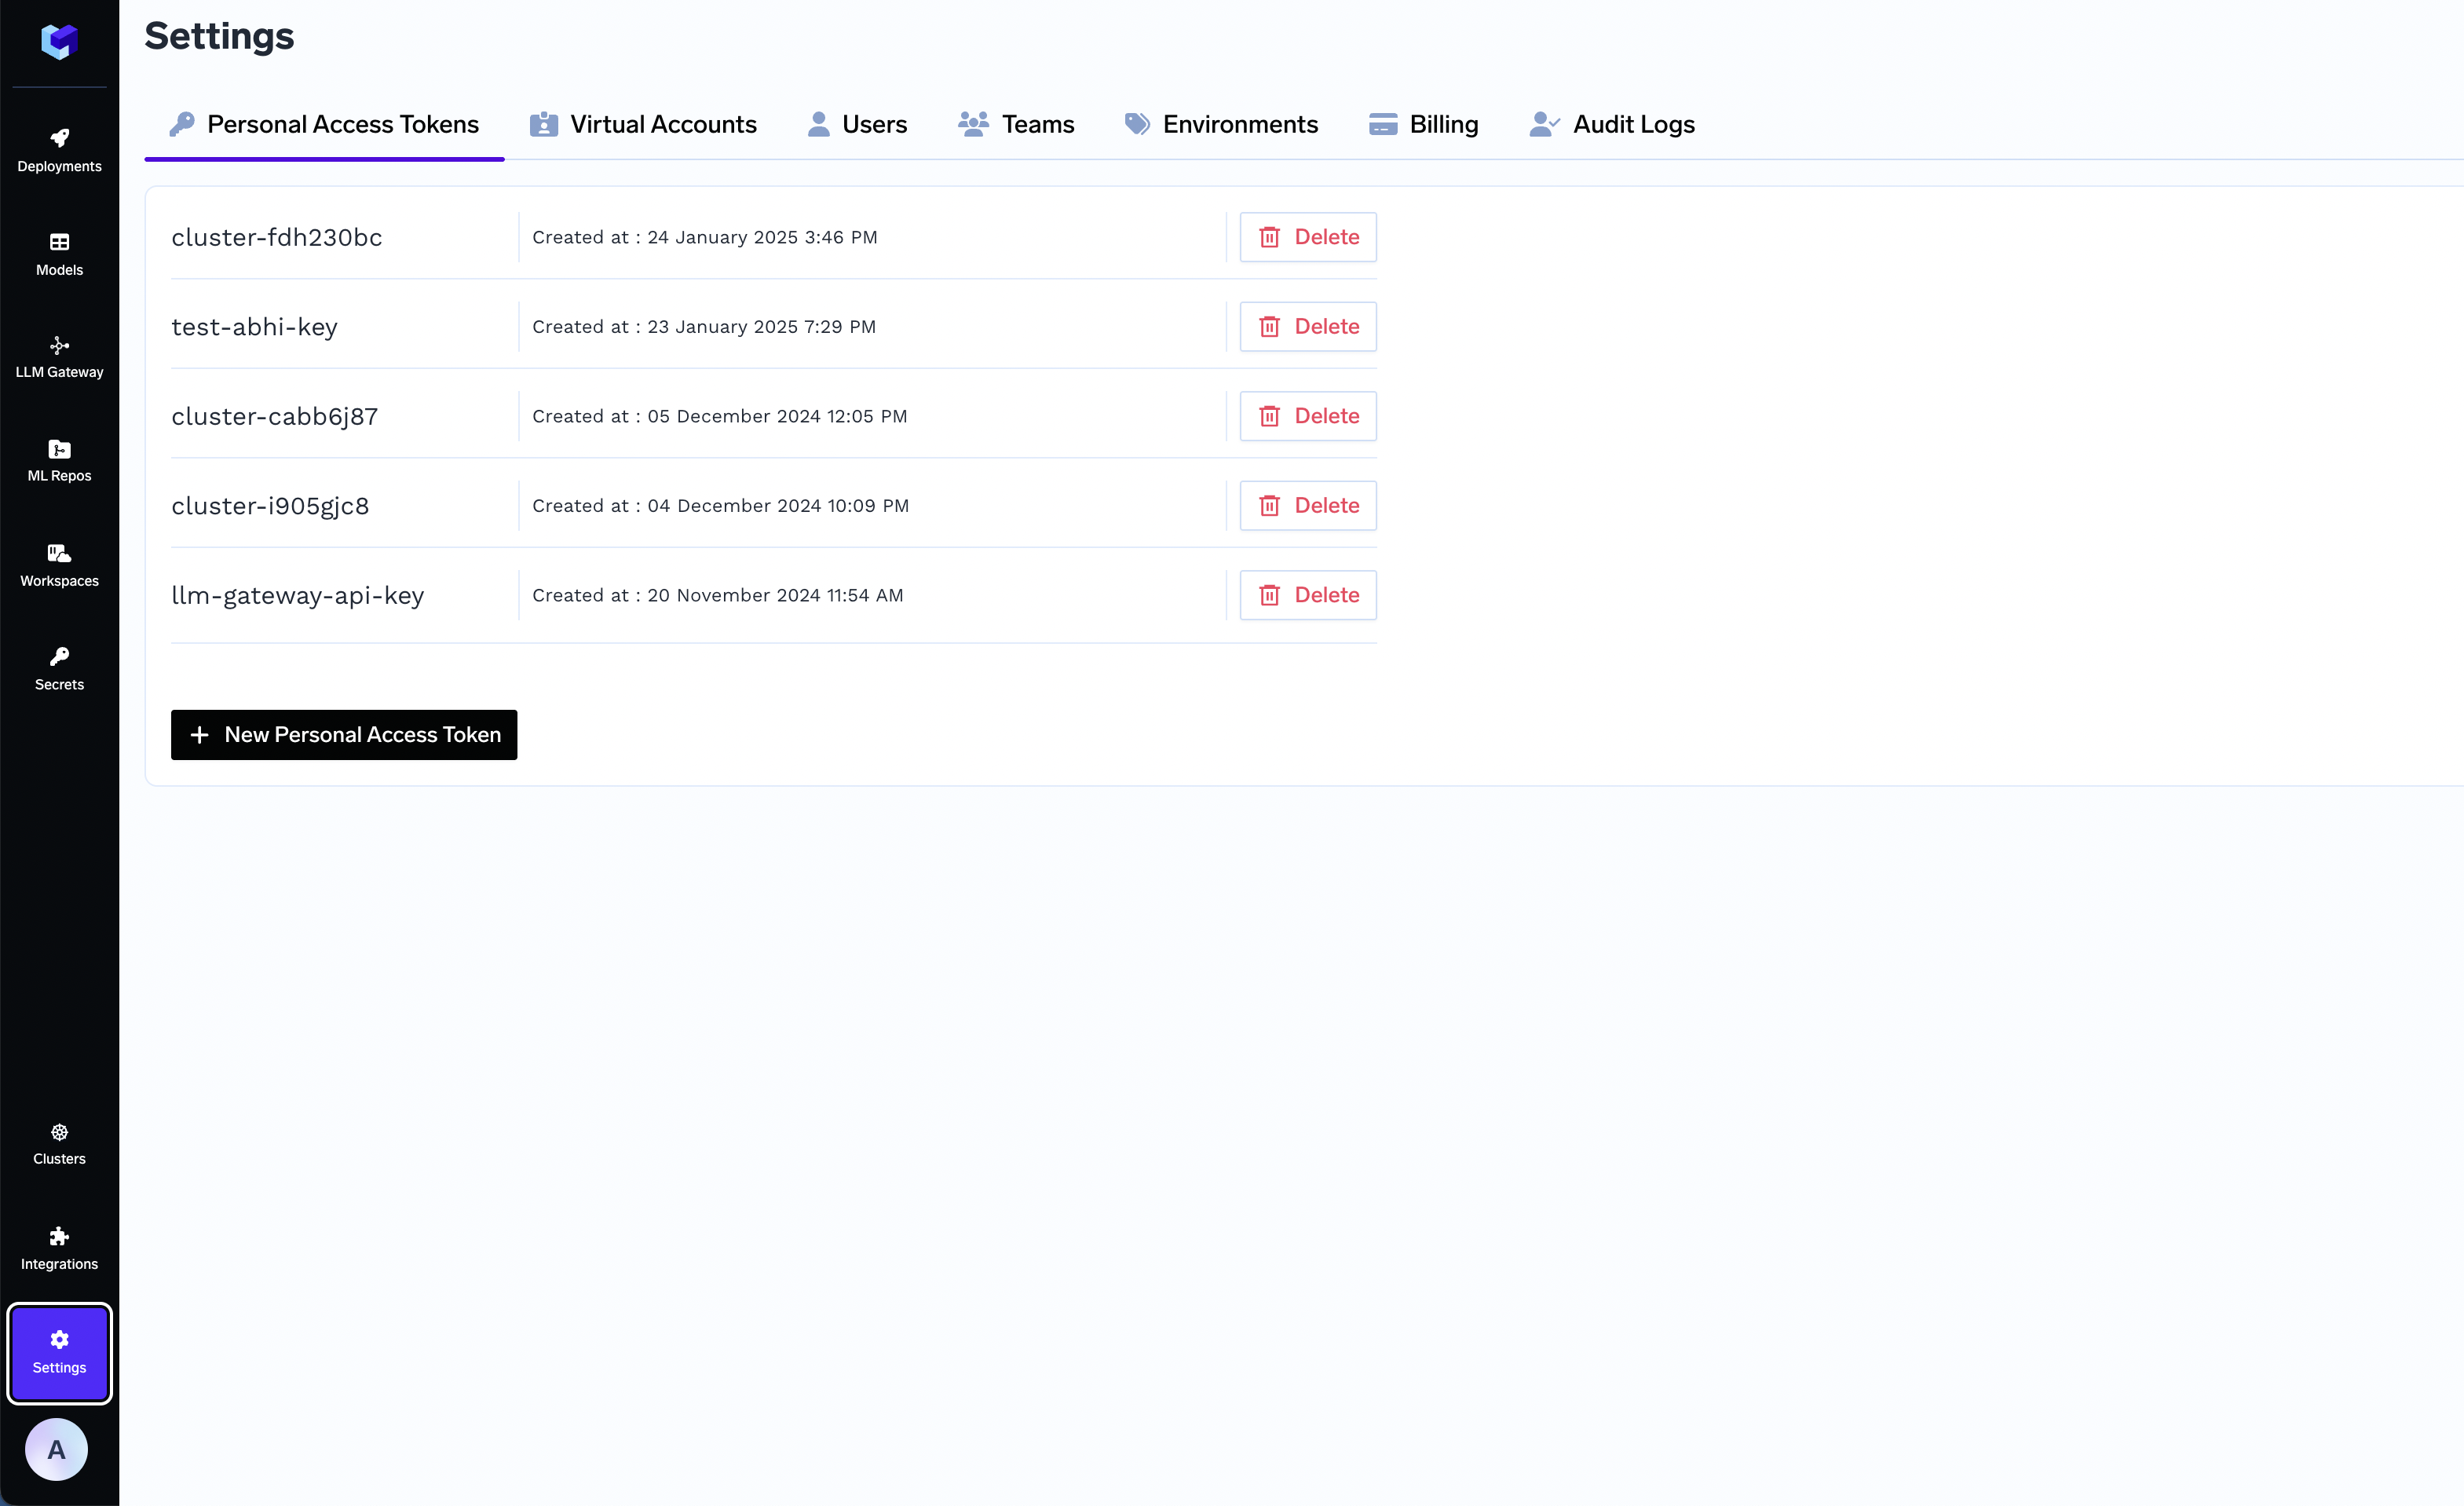 Settings
Personal Access Tokens
Virtual Accounts
Users
Teams
Environments
Billing
Audit Logs
Deployments
Models
LLM Gateway
ML Repos
Workspaces
Secrets
cluster-fdh230bc
Created at : 24 January 2025 3:46 PM
Delete
test-abhi-key
Created at : 23 January 2025 7:29 PM
Delete
cluster-cabb6j87
Created at : 05 December 2024 12:05 PM
Delete
cluster-i905gjc8
Created at : 04 December 2024 10:09 PM
Delete
llm-gateway-api-key
Created at : 20 November 2024 11:54 AM
Delete
+ New Personal Access Token
Clusters
Integrations
Settings
A